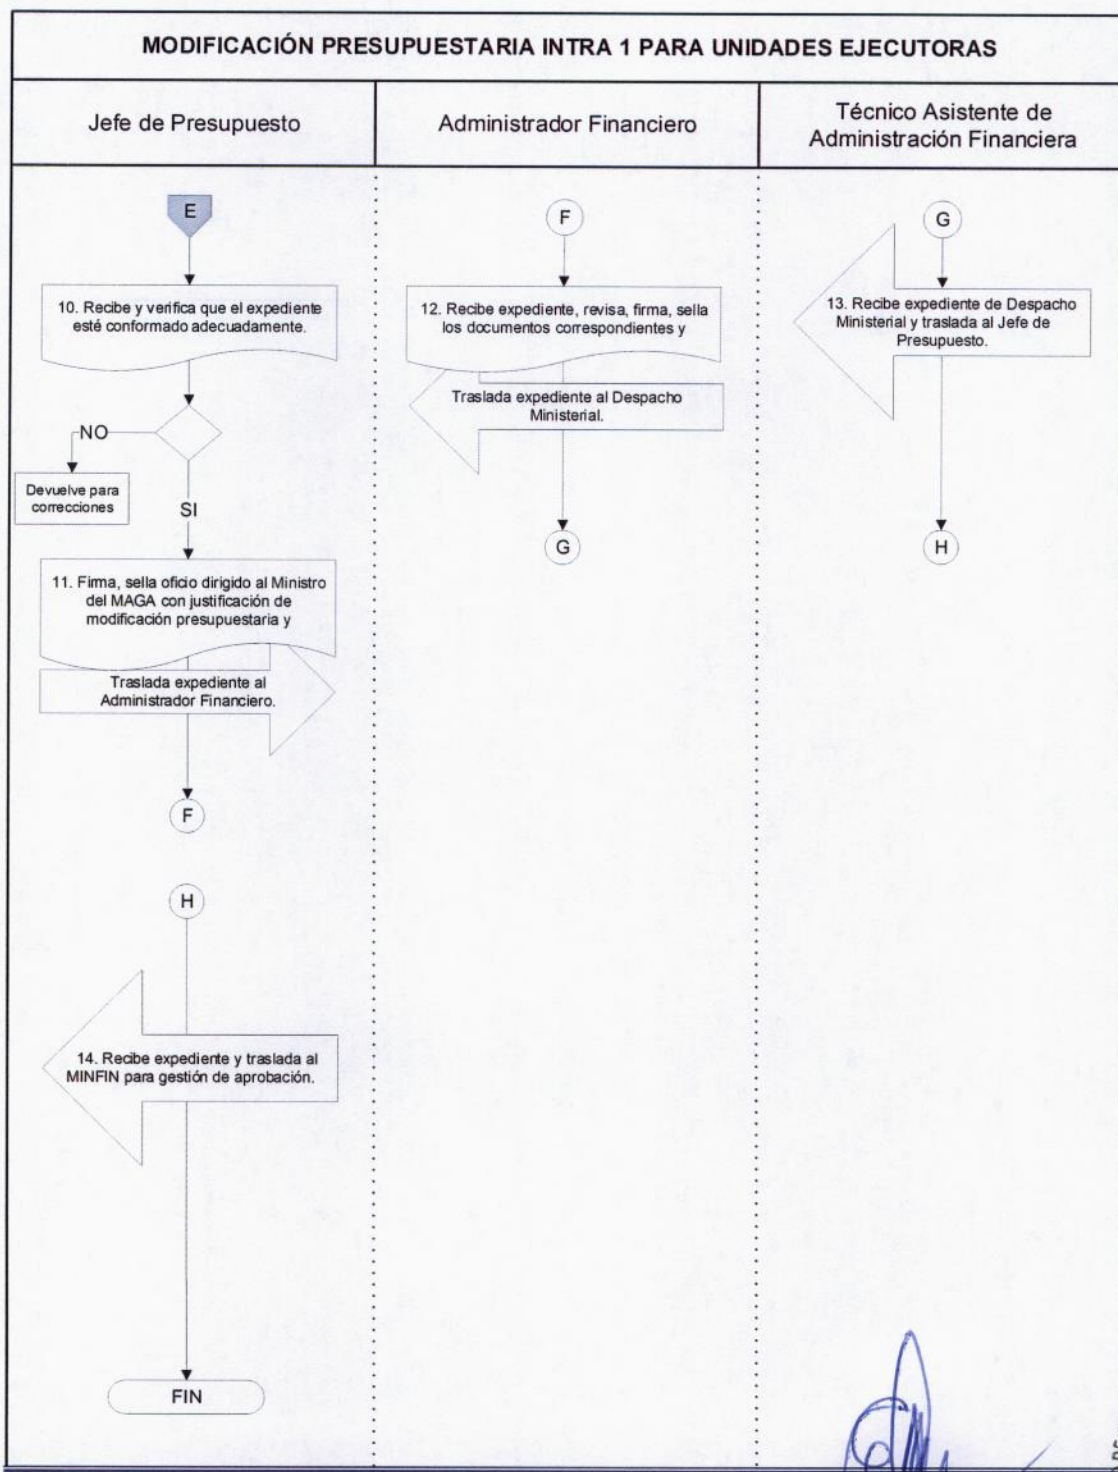 MODIFICACIÓN PRESUPUESTARIA INTRA 1 PARA UNIDADES EJECUTORAS
Jefe de Presupuesto
Administrador Financiero
Técnico Asistente de
Administración Financiera
E
10. Recibe y verifica que el expediente
esté conformado adecuadamente.
NO
Devuelve para
correcciones
SI
11. Firma, sella oficio dirigido al Ministro
del MAGA con justificación de
modificación presupuestaria y
Traslada expediente al
Administrador Financiero.
F
H
14. Recibe expediente y traslada al
MINFIN para gestión de aprobación.
FIN
F
12. Recibe expediente, revisa, firma, sella
los documentos correspondientes y
Traslada expediente al Despacho
Ministerial.
G
G
13. Recibe expediente de Despacho
Ministerial y traslada al Jefe de
Presupuesto.
H